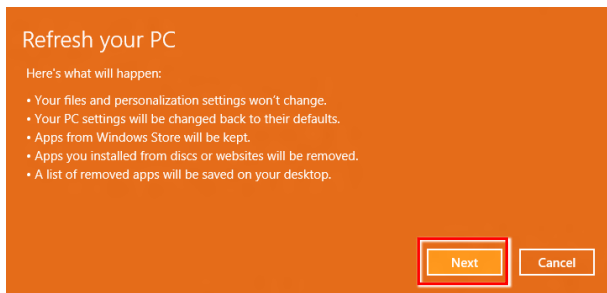 Refresh your PC
Here's what will happen:
• Your files and personalization settings won't change.
• Your PC settings will be changed back to their defaults.
• Apps from Windows Store will be kept.
• Apps you installed from discs or websites will be removed.
• A list of removed apps will be saved on your desktop.
Next Cancel